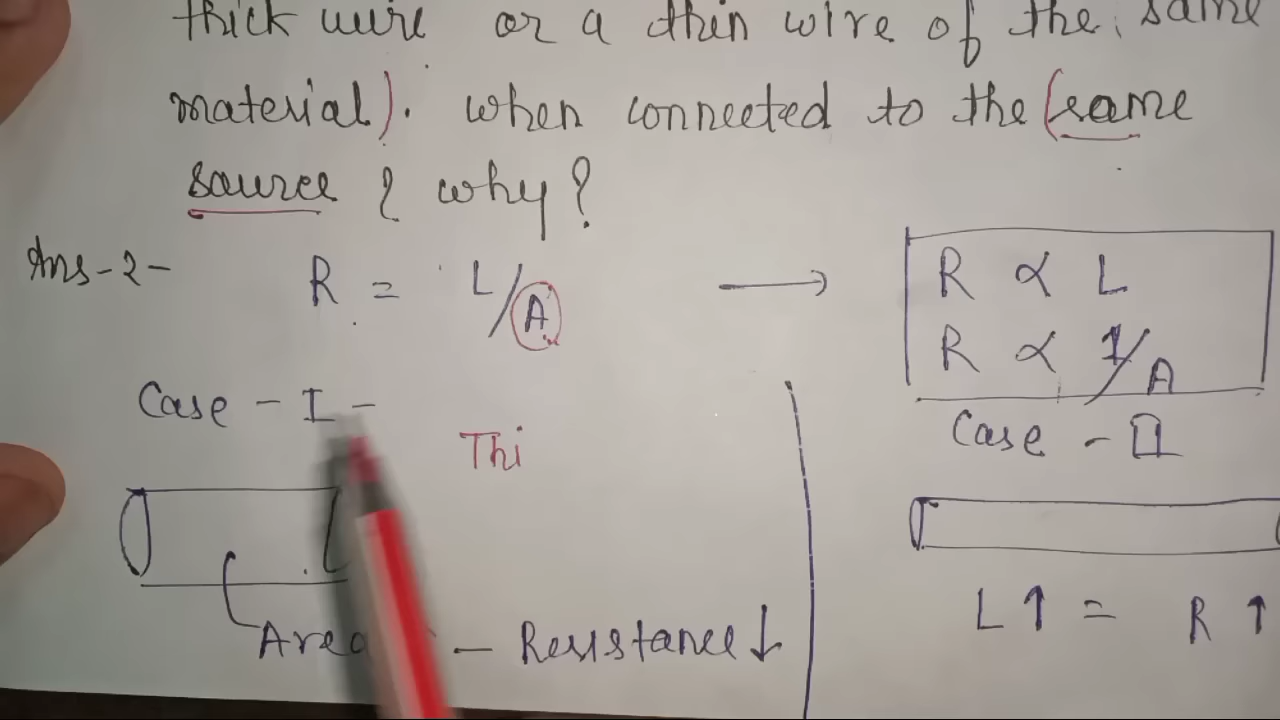 thick wire or a thin wire of the same
material). when connected to the (same
source ? why?
Ans-2- R = L/A → R ∝ L
R ∝ 1/A
Case - I - Case - II
Thi
Area - Resistance ↓ L↑ = R ↑